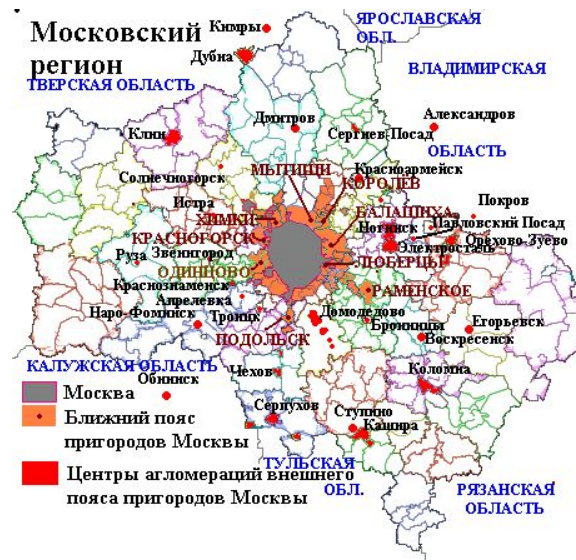 Московский
регион
Кимры
ЯРОСЛАВСКАЯ
ОБЛ.
Дубна
ВЛАДИМИРСКАЯ
ТВЕРСКАЯ ОБЛАСТЬ
Александров
Дмитров
Клин
Сергиев-Посад
ОБЛАСТЬ
Солнечногорск
МЫТИЩИ
Красноармейск
КОРОЛЕВ
Покров
Истра
ХИМКИ
БАЛАШИХА
Ногинск
Павловский Посад
КРАСНОГОРСК
Электросталь
Орехово-Зуево
Руза
Звенигород
ЛЮБЕРЦЫ
ОДИНЦОВО
Краснознаменск
РАМЕНСКОЕ
Апрелевка
Наро-Фоминск
Троицк
Домодедово
Бронницы
Егорьевск
ПОДОЛЬСК
Воскресенск
КАЛУЖСКАЯ ОБЛАСТЬ
Обнинск
Чехов
Коломна
Москва
Ближний пояс
пригородов Москвы
Серпухов
Ступино
Кашира
ТУЛЬСКАЯ
ОБЛ.
Центры агломераций внешнего
пояса пригородов Москвы
РЯЗАНСКАЯ
ОБЛАСТЬ